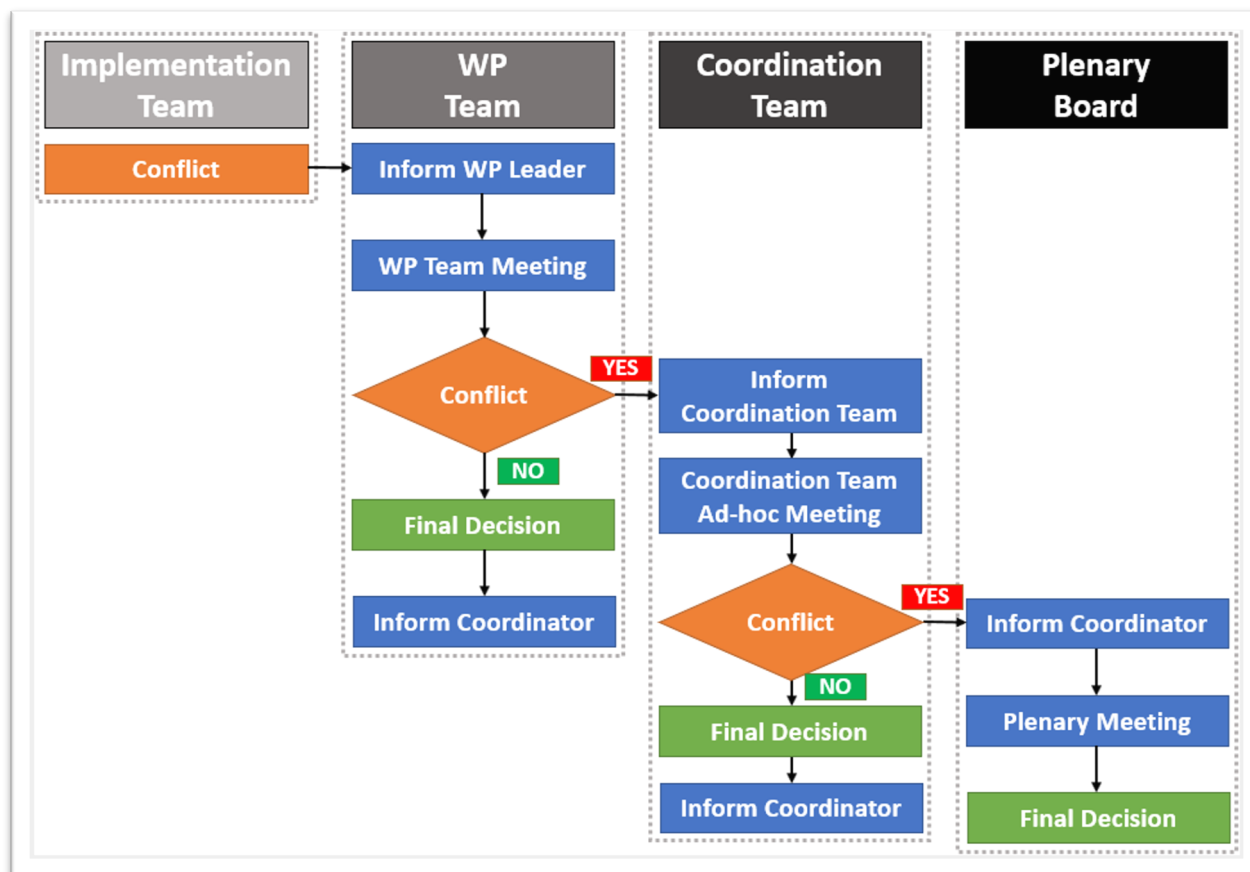 Implementation
Team
WP
Team
Coordination
Team
Plenary
Board
Conflict
Inform WP Leader
WP Team Meeting
Conflict
YES
NO
Final Decision
Inform Coordinator
Inform
Coordination Team
Coordination Team
Ad-hoc Meeting
Conflict
YES
NO
Final Decision
Inform Coordinator
Inform Coordinator
Plenary Meeting
Final Decision